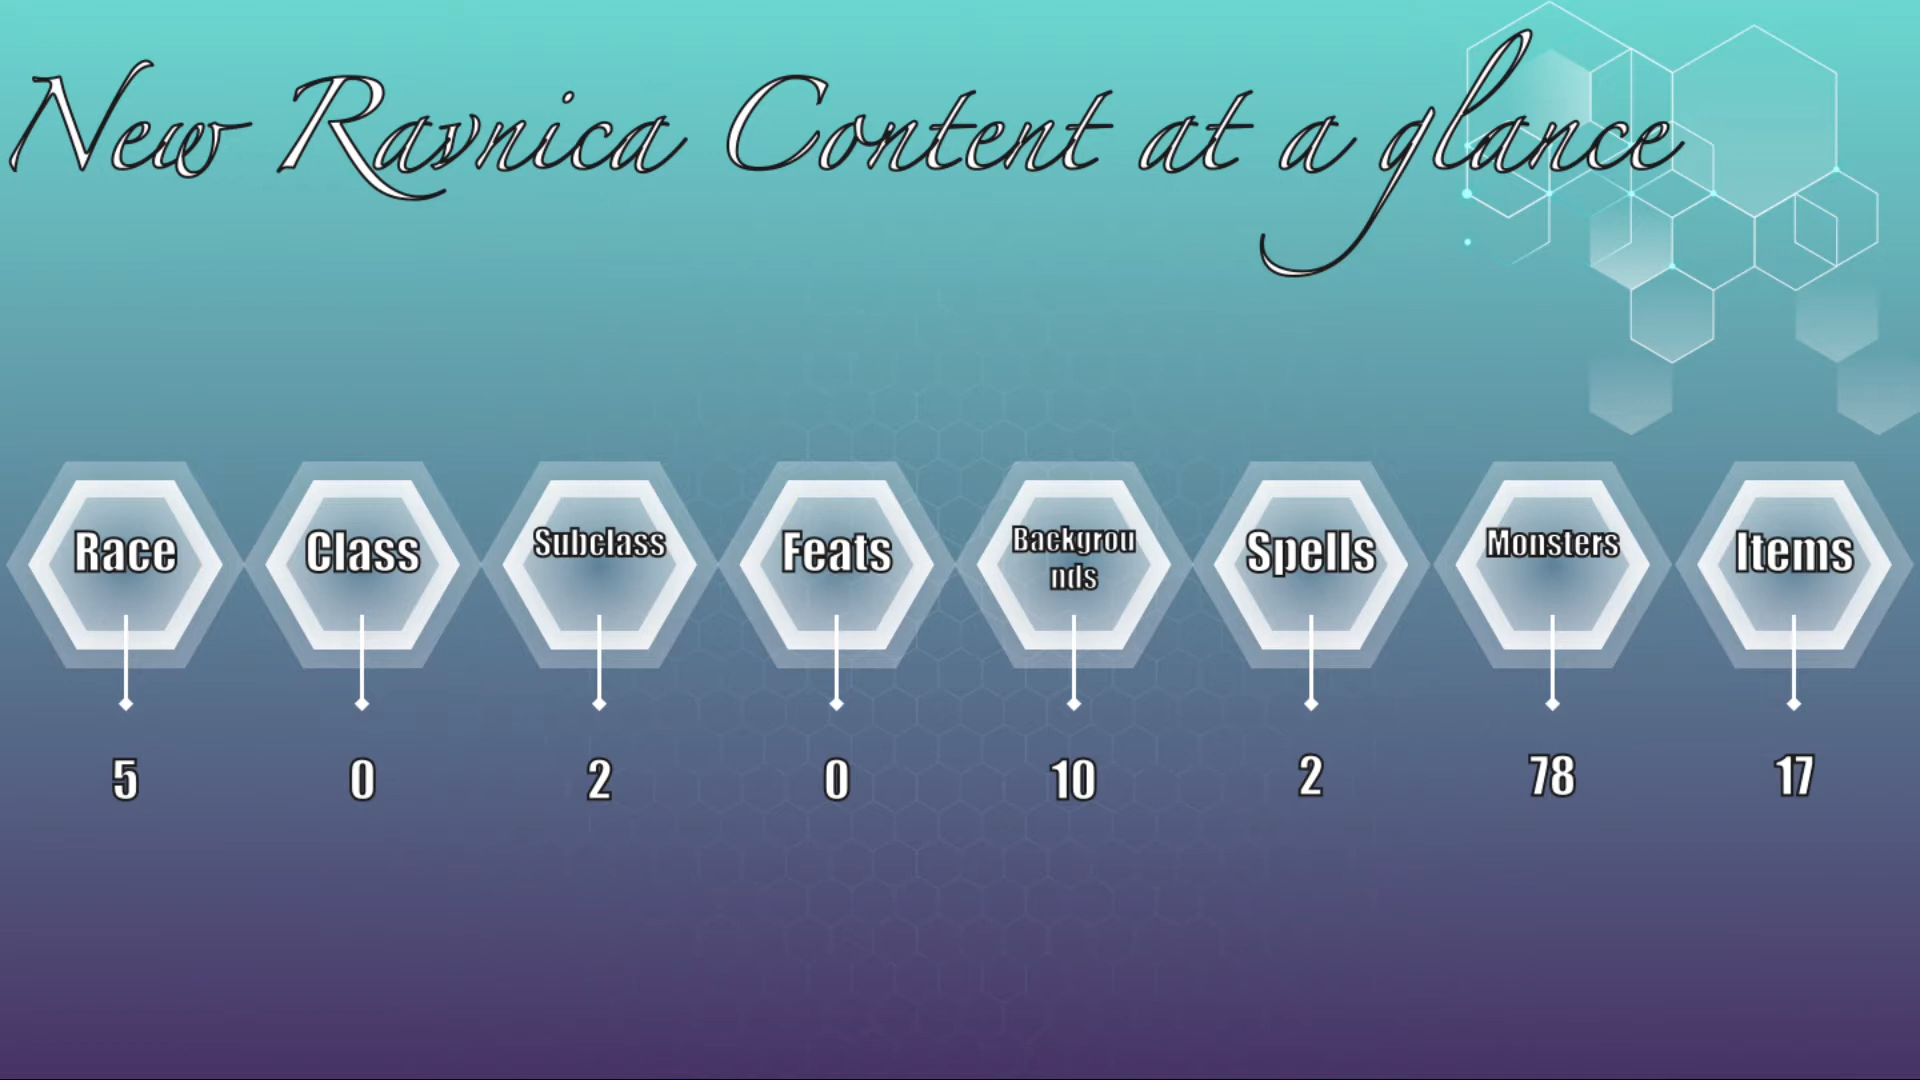 New Ravnica Content at a glance
Race
Class
Subclass
Feats
Backgrou
nds
Spells
Monsters
Items
5
0
2
0
10
2
78
17